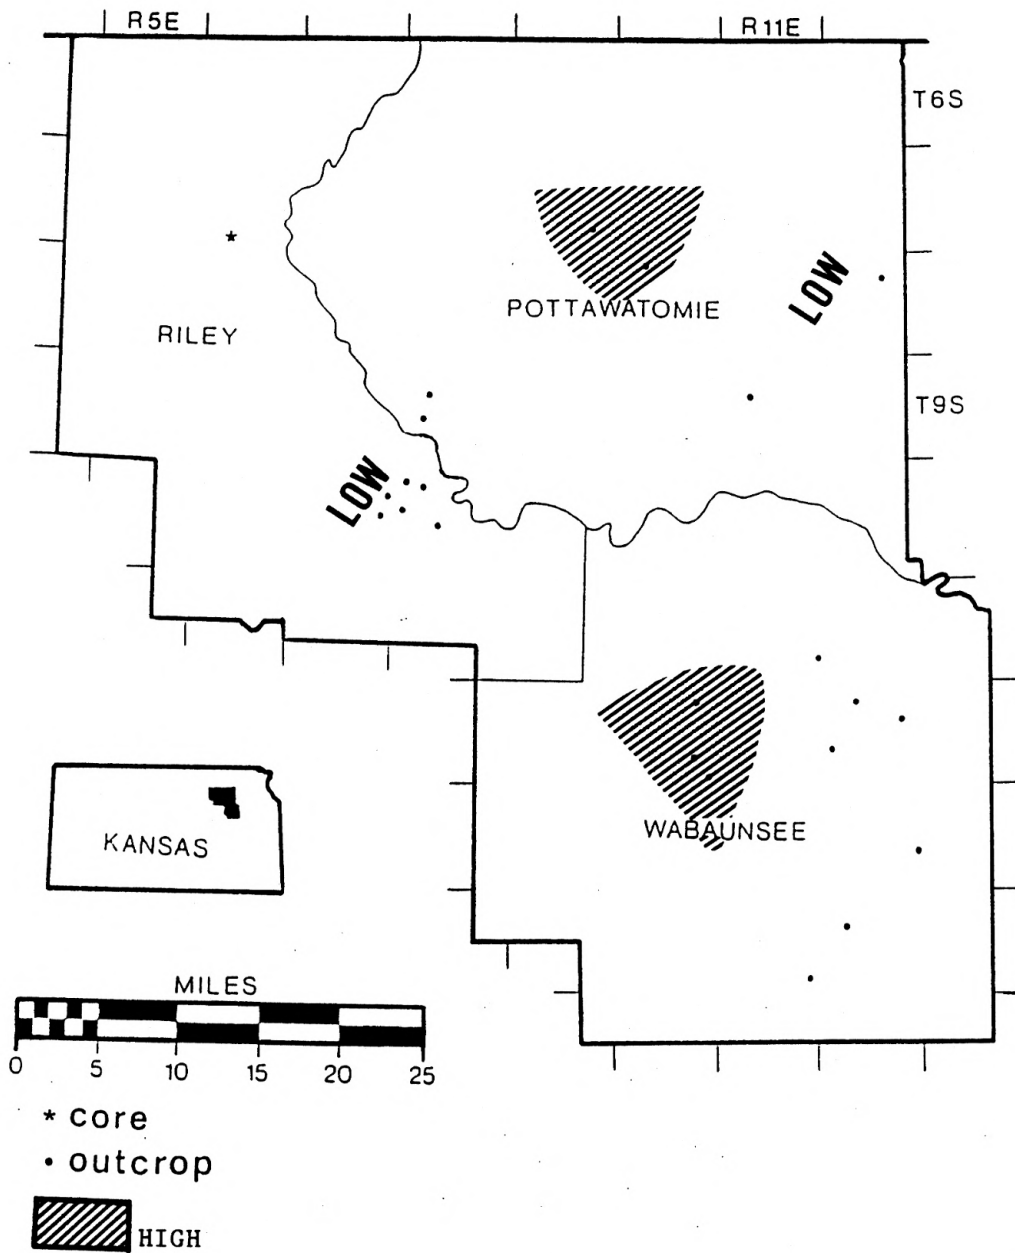 R5E R11E
T6S
LOW
POTTAWATOMIE
RILEY
T9S
LOW
WABAUNSEE
KANSAS
MILES
0 5 10 15 20 25
* core
• outcrop
HIGH